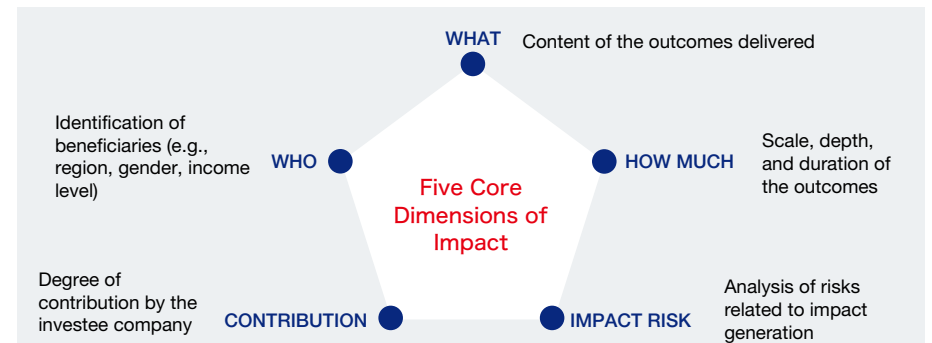 WHAT
Content of the outcomes delivered
Identification of
beneficiaries (e.g.,
region, gender, income
level)
WHO
HOW MUCH
Scale, depth,
and duration of
the outcomes
Five Core
Dimensions of
Impact
Degree of
contribution by the
investee company
CONTRIBUTION
IMPACT RISK
Analysis of risks
related to impact
generation